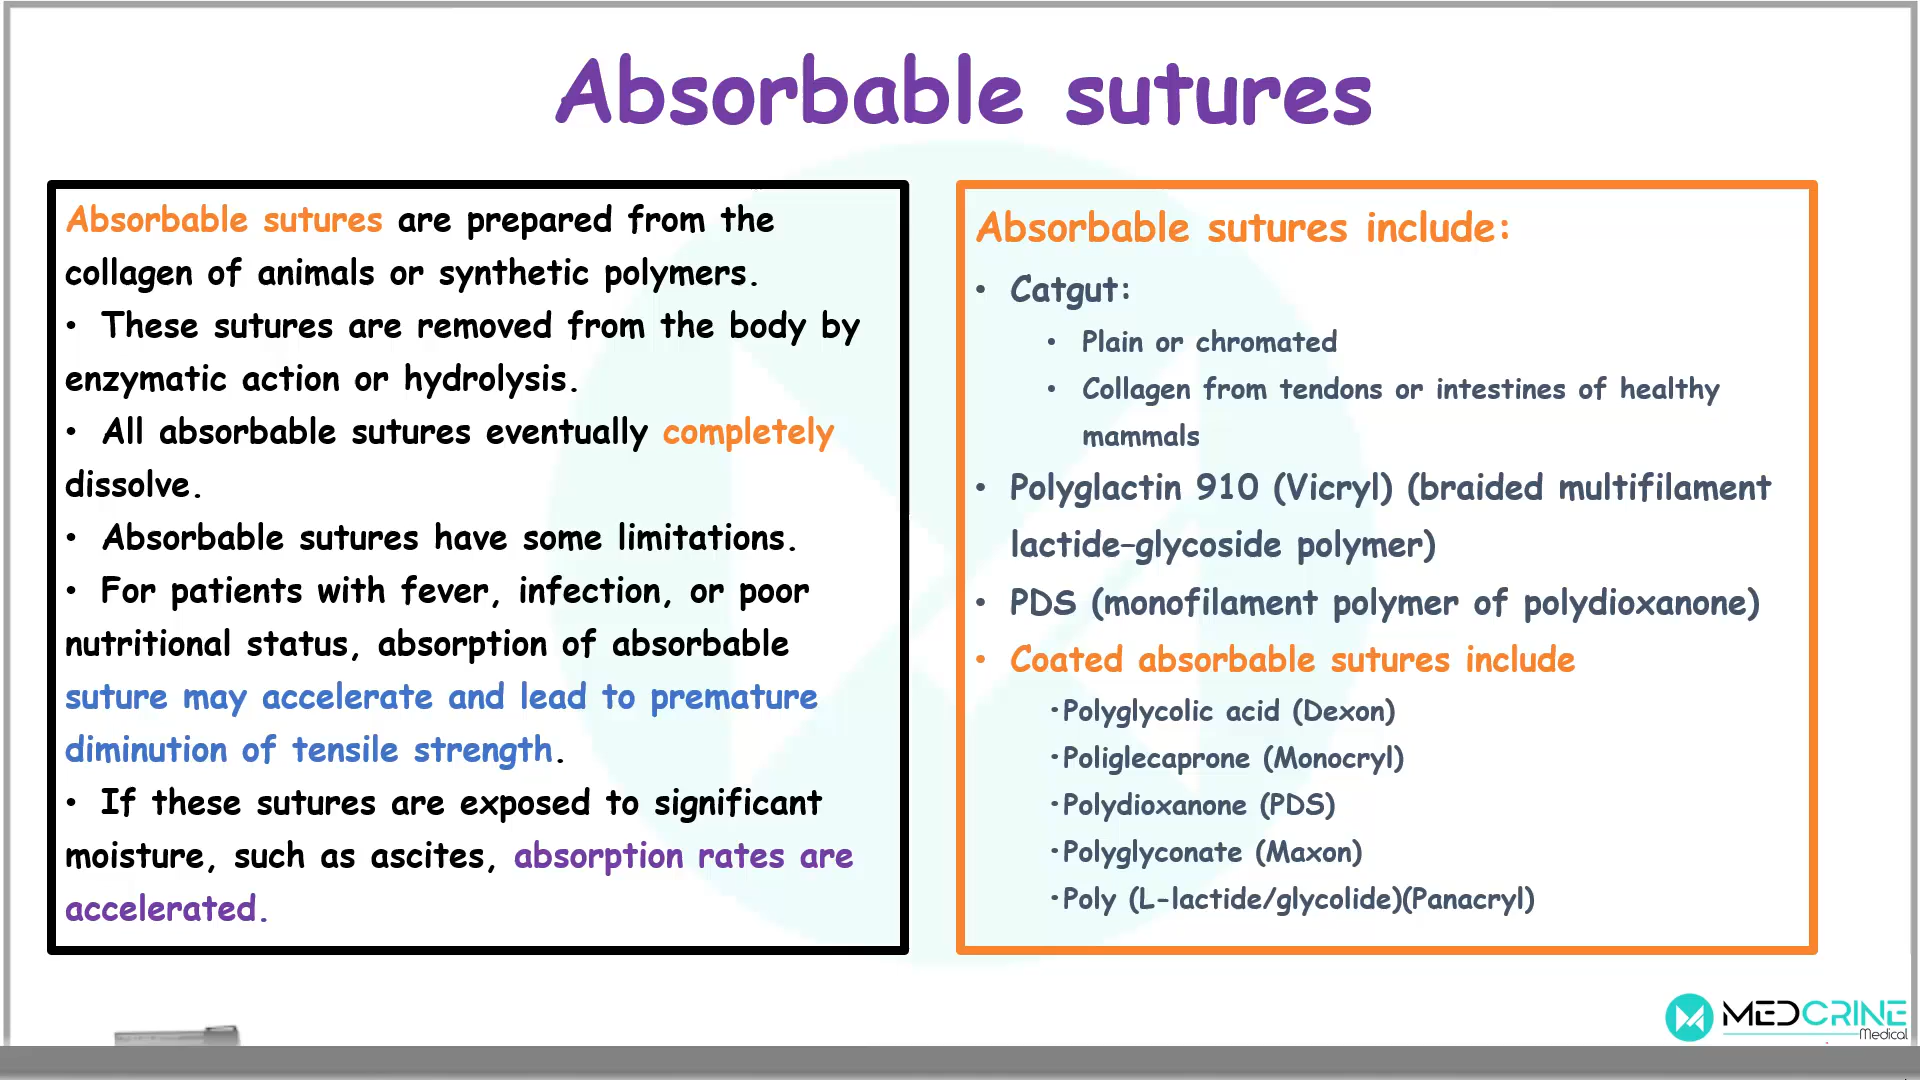 Absorbable sutures
Absorbable sutures are prepared from the
collagen of animals or synthetic polymers.
• These sutures are removed from the body by
enzymatic action or hydrolysis.
• All absorbable sutures eventually completely
dissolve.
• Absorbable sutures have some limitations.
• For patients with fever, infection, or poor
nutritional status, absorption of absorbable
suture may accelerate and lead to premature
diminution of tensile strength.
• If these sutures are exposed to significant
moisture, such as ascites, absorption rates are
accelerated.
Absorbable sutures include:
• Catgut:
• Plain or chromated
• Collagen from tendons or intestines of healthy
mammals
• Polyglactin 910 (Vicryl) (braided multifilament
lactide–glycoside polymer)
• PDS (monofilament polymer of polydioxanone)
• Coated absorbable sutures include
•Polyglycolic acid (Dexon)
•Poliglecaprone (Monocryl)
•Polydioxanone (PDS)
•Polyglyconate (Maxon)
•Poly (L-lactide/glycolide)(Panacryl)
MEDCRINE
Medical